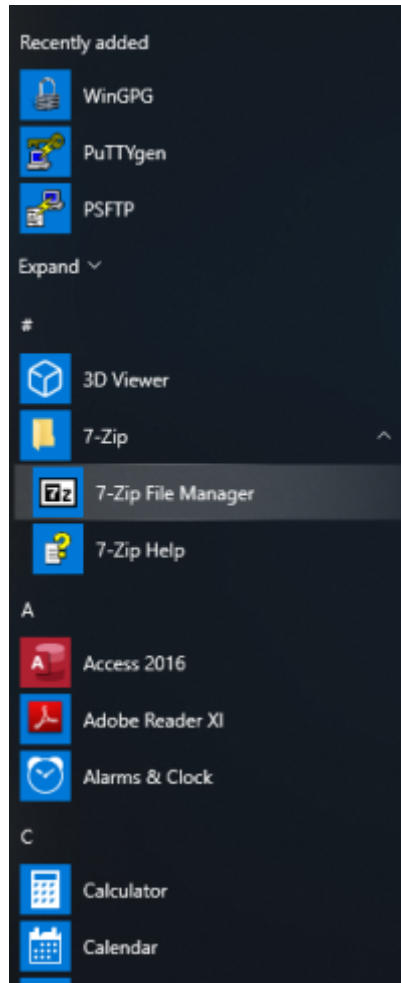 Recently added
WinGPG
PuTTYgen
PSFTP
Expand
#
3D Viewer
7-Zip
7z 7-Zip File Manager
7-Zip Help
A
A Access 2016
Adobe Reader XI
Alarms & Clock
C
Calculator
Calendar